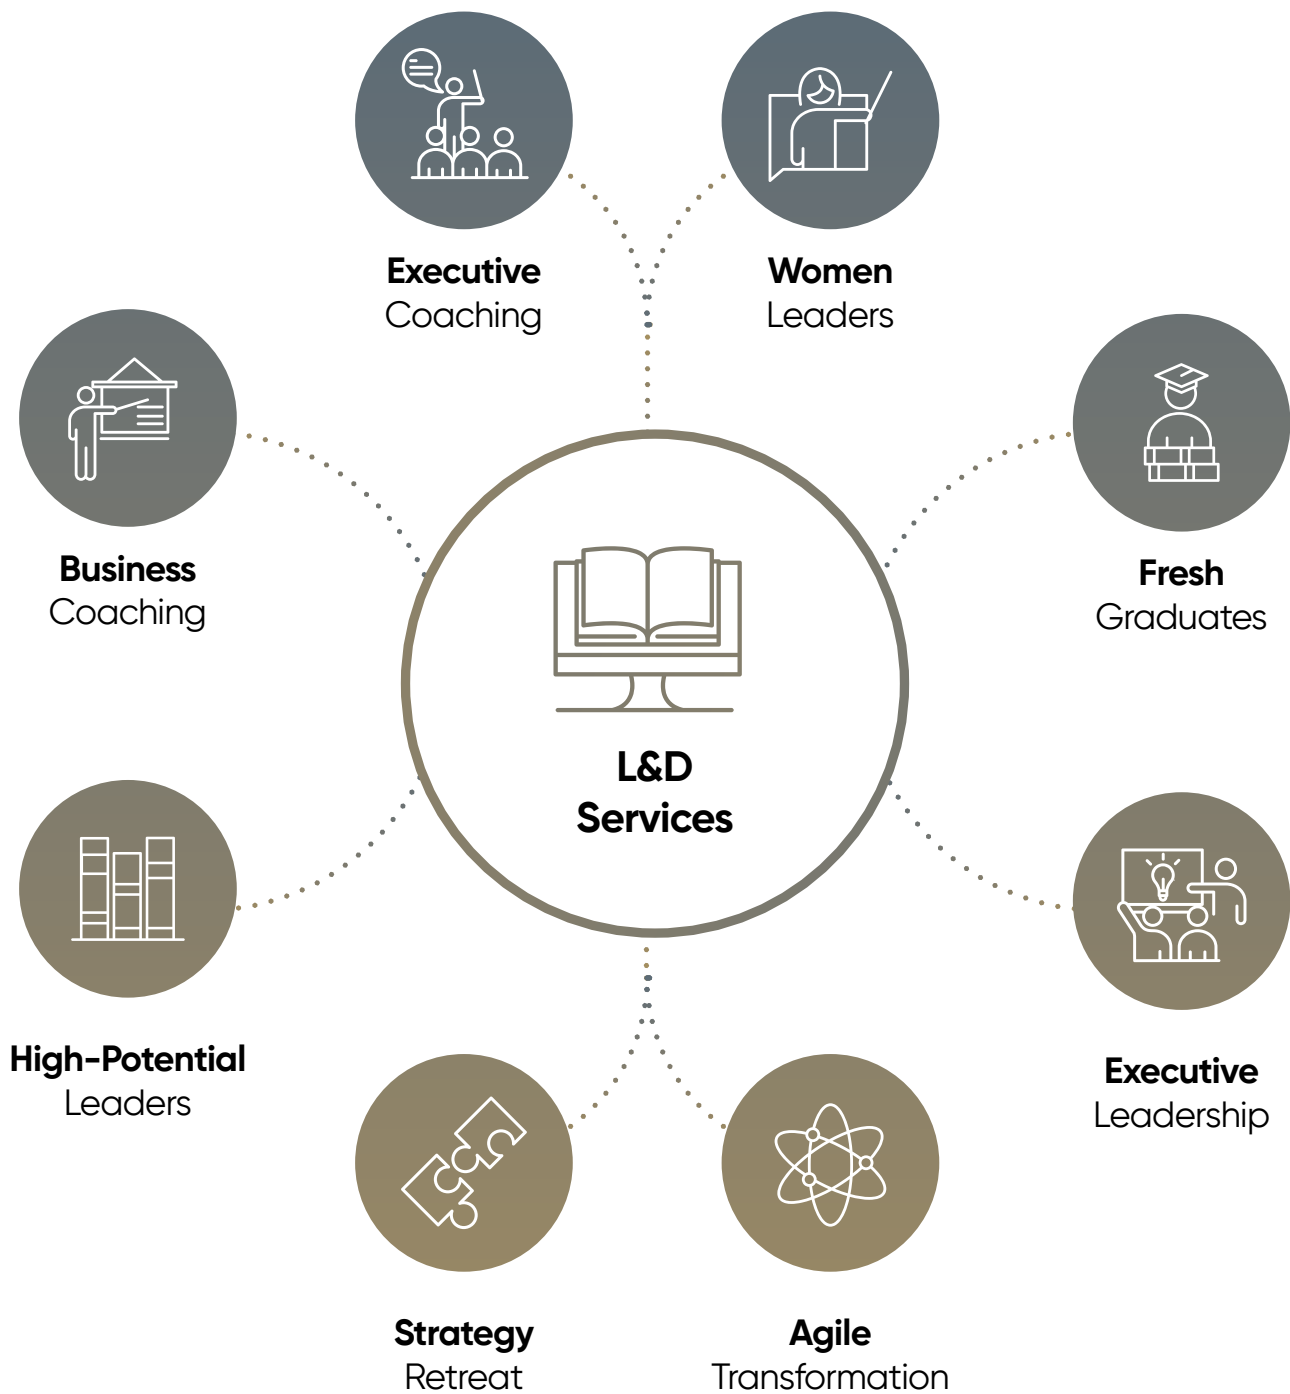 Executive
Coaching
Women
Leaders
Business
Coaching
Fresh
Graduates
L&D
Services
High-Potential
Leaders
Executive
Leadership
Strategy
Retreat
Agile
Transformation